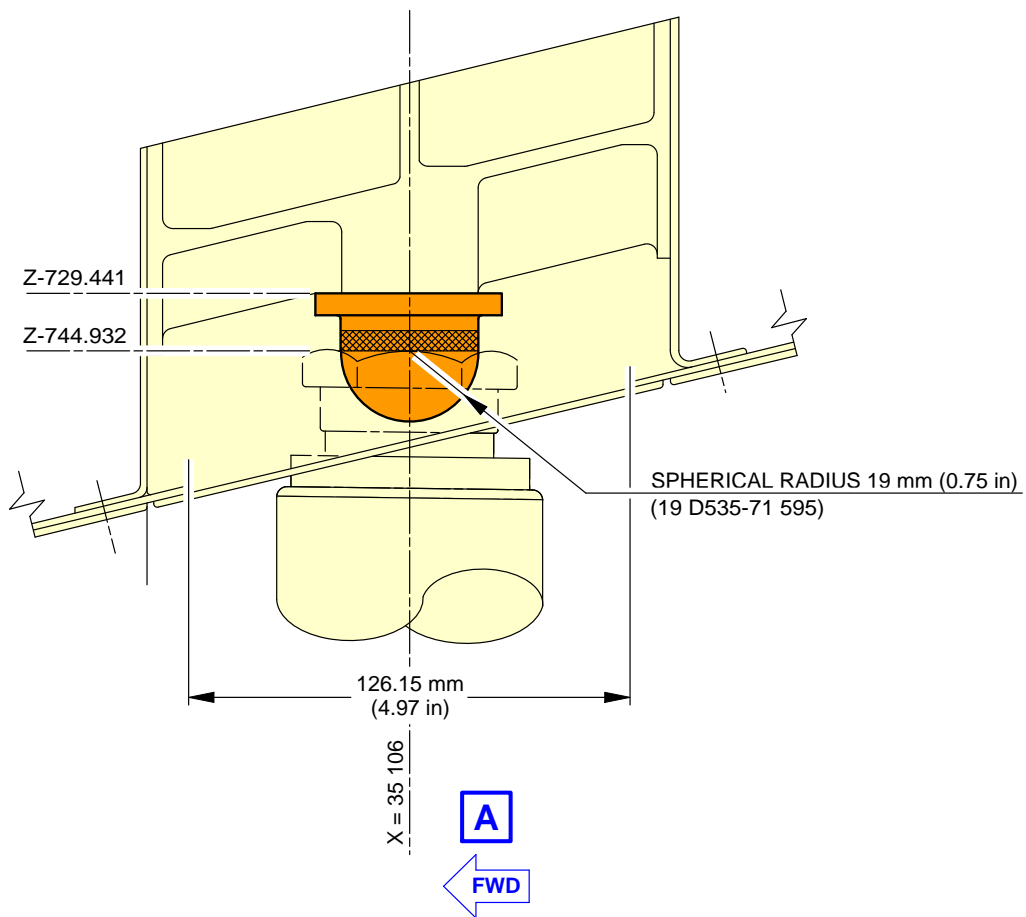 Z-729.441
Z-744.932
SPHERICAL RADIUS 19 mm (0.75 in)
(19 D535-71 595)
126.15 mm
(4.97 in)
X = 35 106
A
FWD